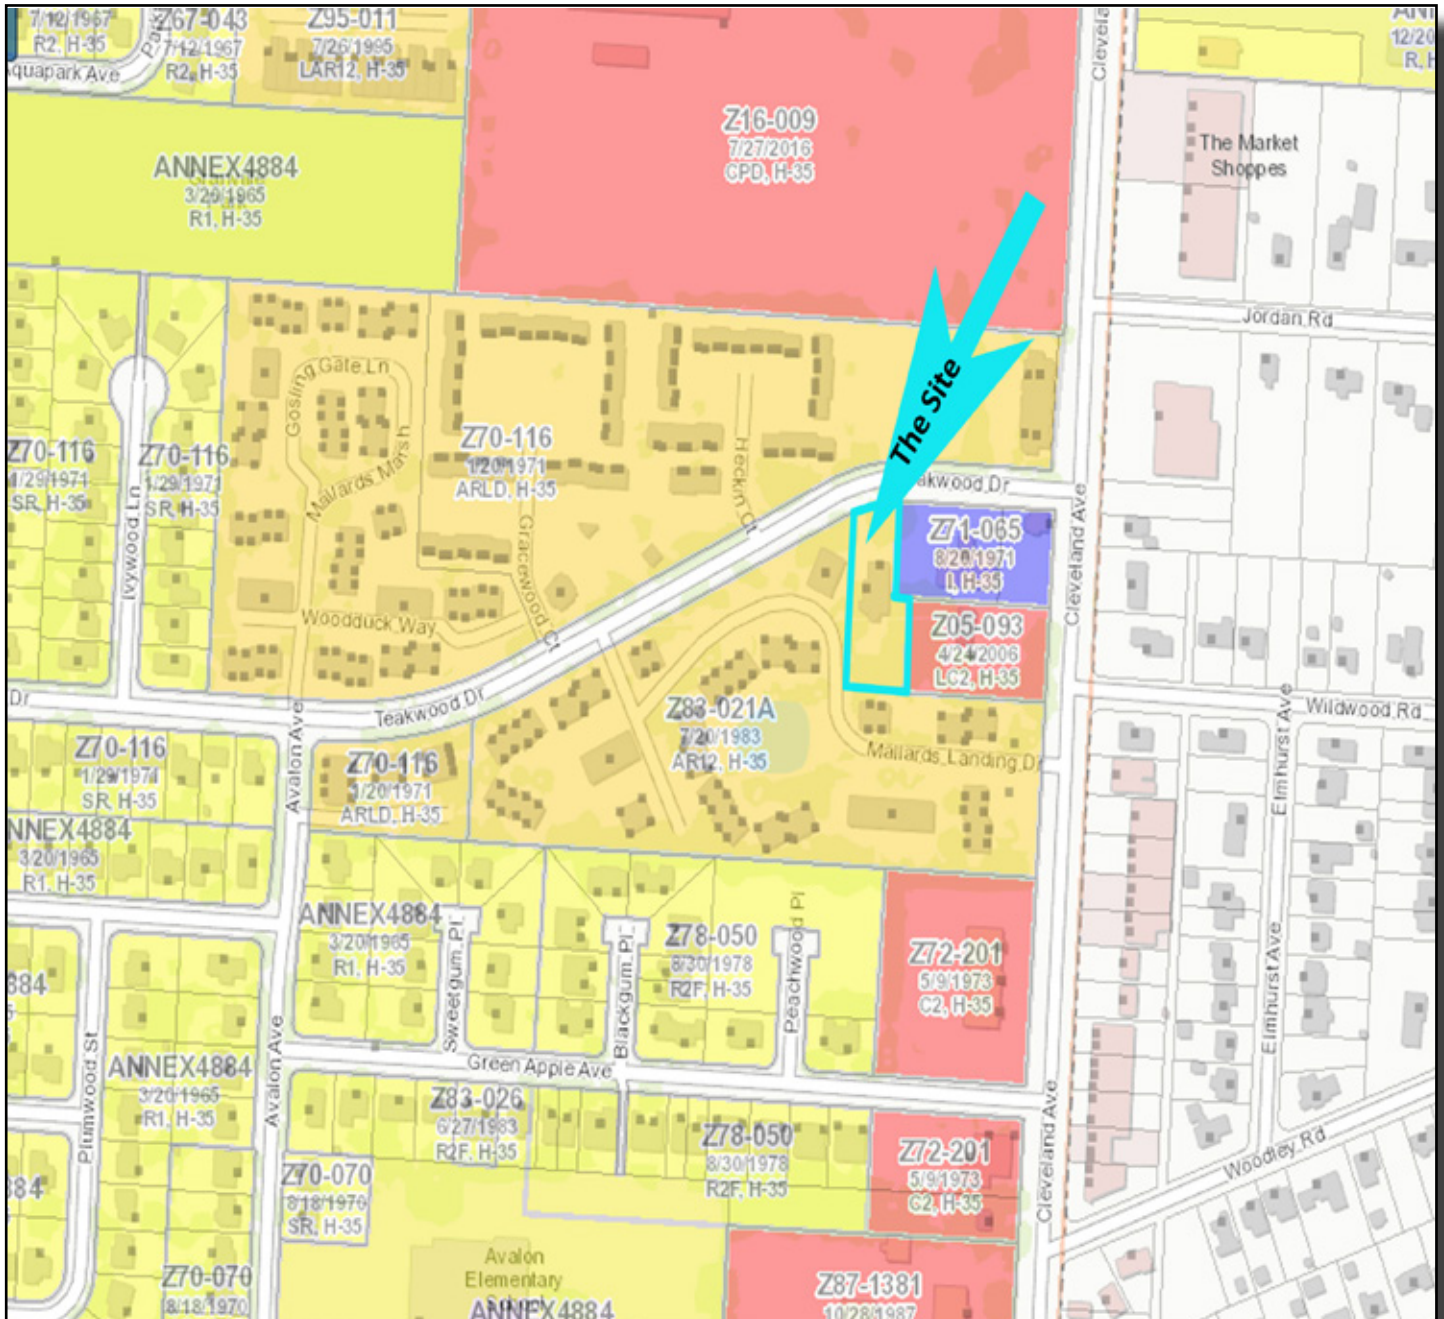 7/12/1967
R2, H-35
Z67-043
7/12/1967
R2, H-35
Z95-011
7/26/1995
LAR12, H-35
Aquapark Ave
Z16-009
7/27/2016
CPD, H-35
The Market
Shoppes
ANNEX4884
3/20/1965
R1, H-35
Jordan Rd
The Site
Gosling Gate Ln
Mallards Marsh
Z70-116
1/20/1971
ARLD, H-35
Heckin Ct
Gracewood Ct
Woodduck Way
Z70-116
1/29/1971
SR, H-35
Z70-116
1/29/1971
SR, H-35
Ivywood Ln
akwood Dr
Z71-065
8/20/1971
I, H-35
Z05-093
4/24/2006
LC2, H-35
Cleveland Ave
Wildwood Rd
Elmhurst Ave
Dr
Teakwood Dr
Avalon Ave
Z83-021A
7/20/1983
AR12, H-35
Mallards Landing Dr
Z70-116
1/29/1971
SR, H-35
Z70-116
1/20/1971
ARLD, H-35
NNEX4884
3/20/1965
R1, H-35
ANNEX4884
3/20/1965
R1, H-35
Sweetgum Pl
Blackgum Pl
Z78-050
8/30/1978
R2F, H-35
Peachwood Pl
Z72-201
5/9/1973
C2, H-35
Elmhurst Ave
884
Plumwood St
ANNEX4884
3/20/1965
R1, H-35
Avalon Ave
Green Apple Ave
Z83-026
6/27/1983
R2F, H-35
Z78-050
8/30/1978
R2F, H-35
Z72-201
5/9/1973
C2, H-35
Cleveland Ave
Woodley Rd
884
Z70-070
8/18/1970
SR, H-35
Z70-070
8/18/1970
Avalon
Elementary
School
ANNEX4884
Z87-1381
10/28/1987